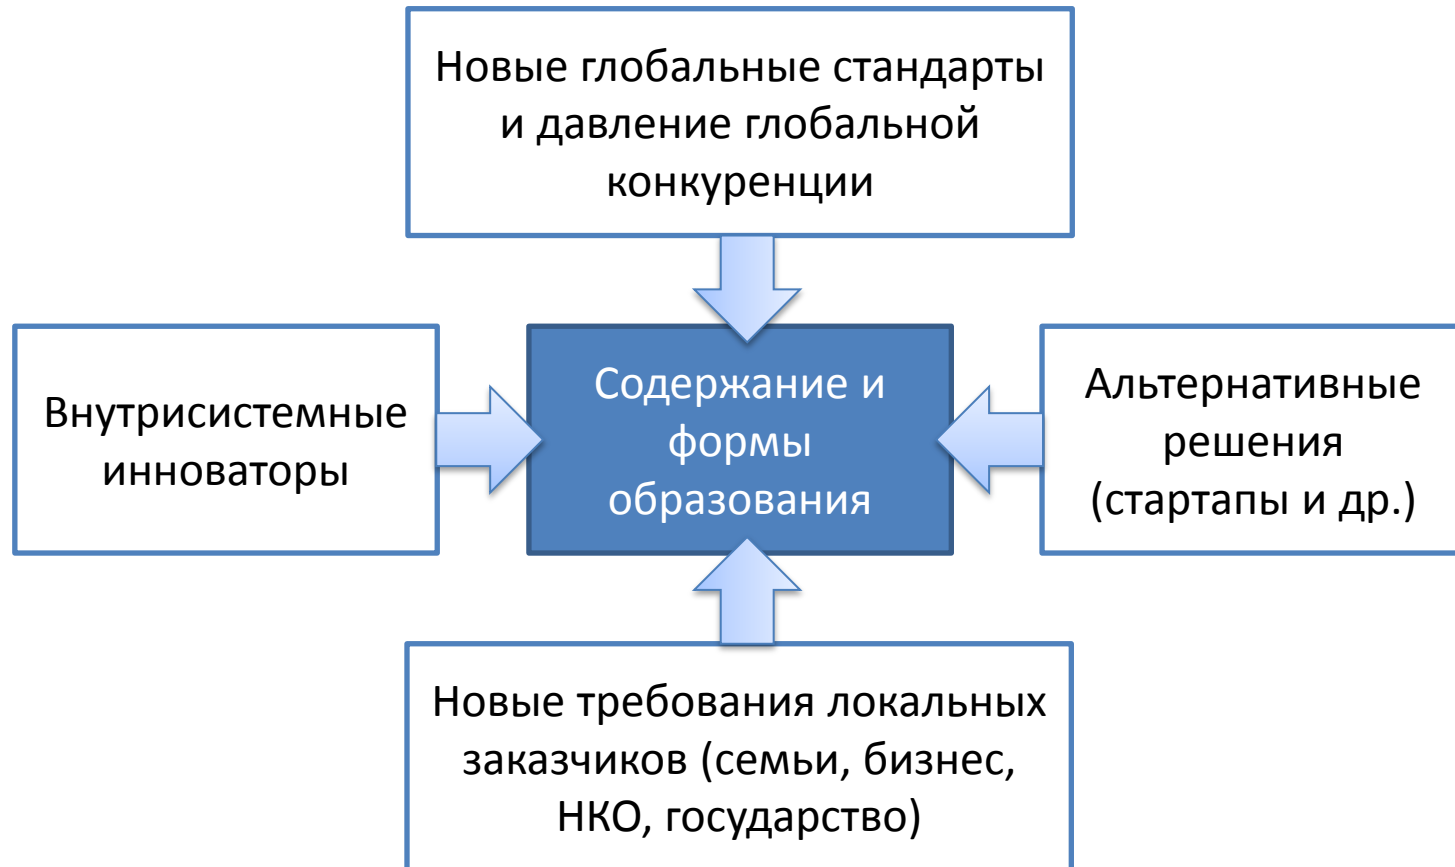 Новые глобальные стандарты
и давление глобальной
конкуренции
Внутрисистемные
инноваторы
Содержание и
формы
образования
Альтернативные
решения
(стартапы и др.)
Новые требования локальных
заказчиков (семьи, бизнес,
НКО, государство)